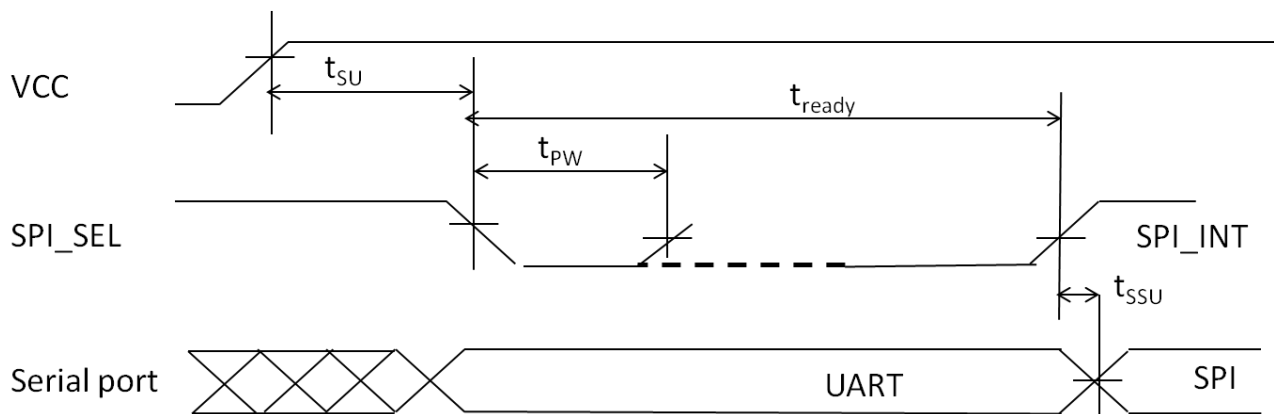 VCC
tSU
tready
tPW
SPI_SEL
SPI_INT
tSSU
Serial port
UART
SPI